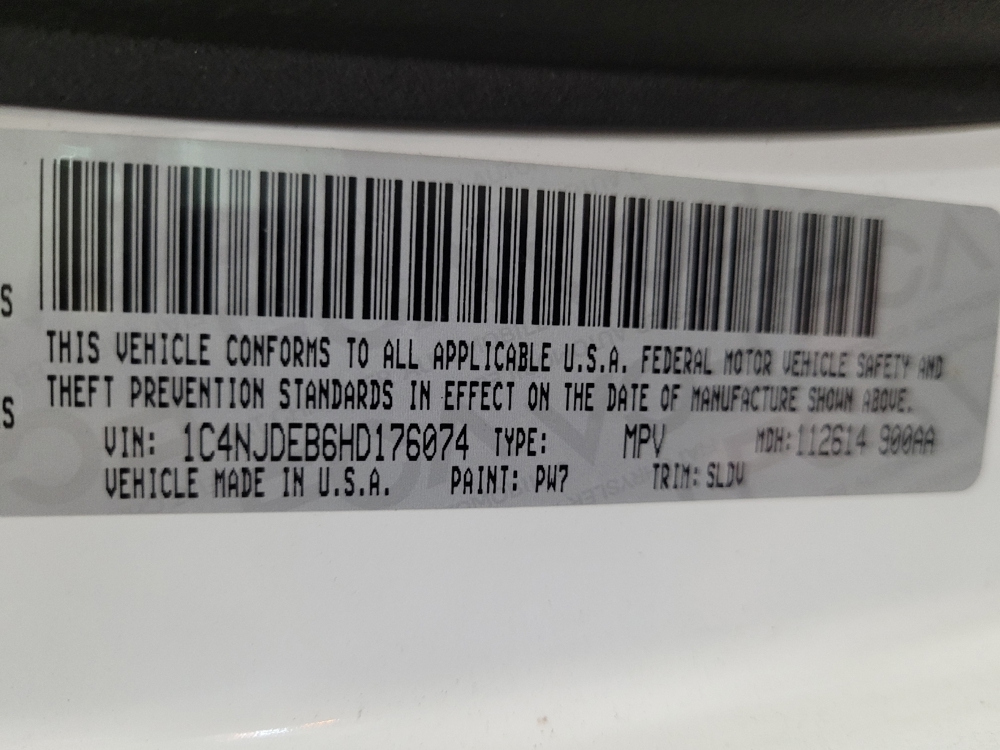 S
THIS VEHICLE CONFORMS TO ALL APPLICABLE U.S.A. FEDERAL MOTOR VEHICLE SAFETY AND
S
THEFT PREVENTION STANDARDS IN EFFECT ON THE DATE OF MANUFACTURE SHOWN ABOVE.
VIN: 1C4NJDEB6HD176074 TYPE: MPV MDH:112614 900AA
VEHICLE MADE IN U.S.A. PAINT: PW7 TRIM: SLDV